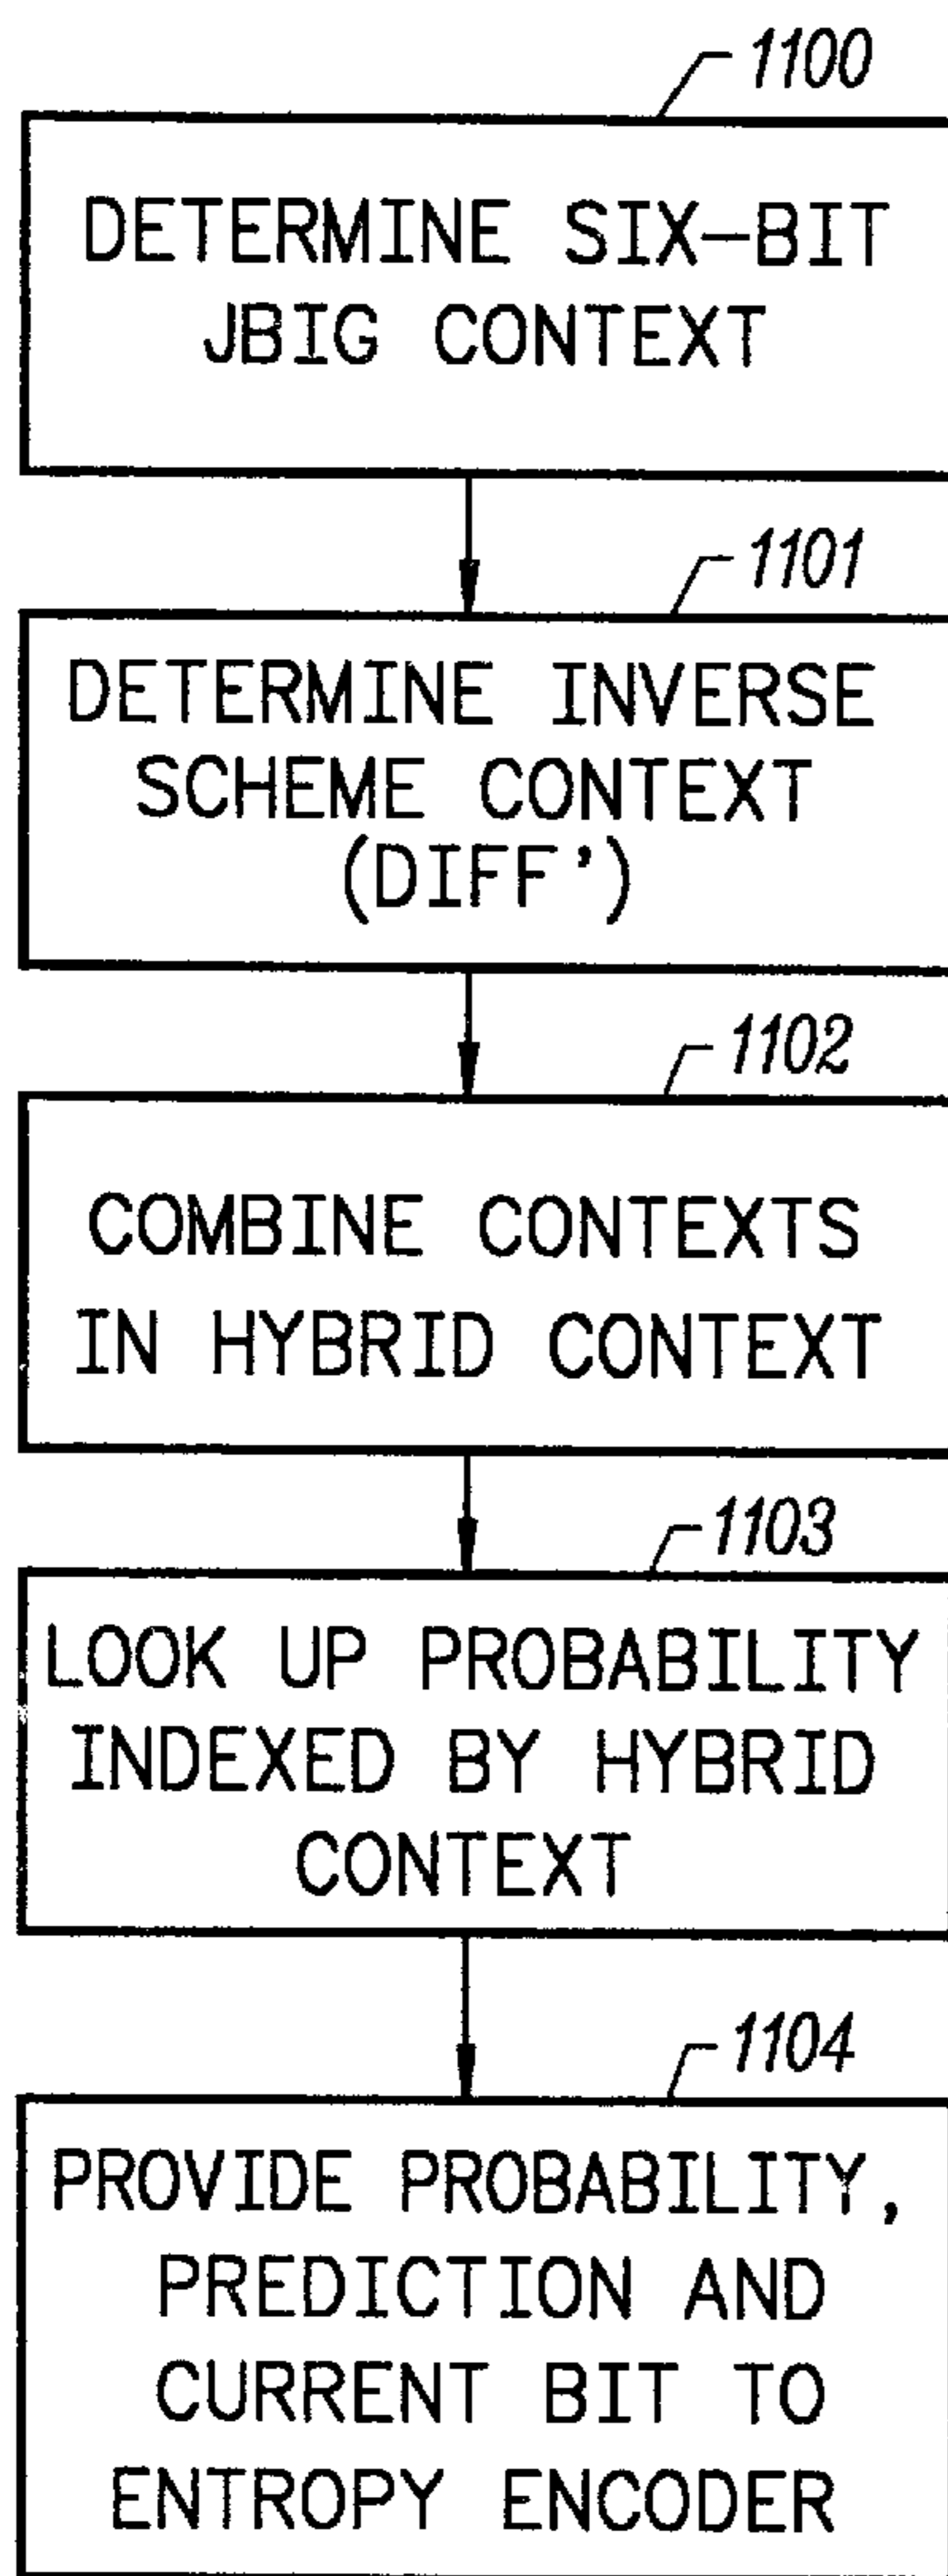 1100
DETERMINE SIX-BIT
JBIG CONTEXT
1101
DETERMINE INVERSE
SCHEME CONTEXT
(DIFF')
1102
COMBINE CONTEXTS
IN HYBRID CONTEXT
1103
LOOK UP PROBABILITY
INDEXED BY HYBRID
CONTEXT
1104
PROVIDE PROBABILITY,
PREDICTION AND
CURRENT BIT TO
ENTROPY ENCODER